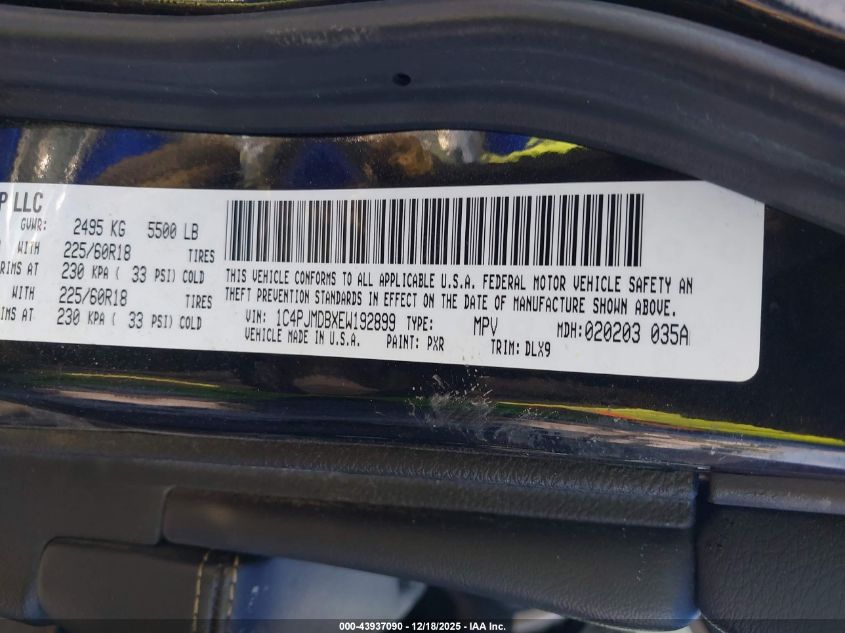 P LLC
GVWR: 2495 KG 5500 LB
WITH 225/60R18 TIRES
RIMS AT 230 KPA ( 33 PSI) COLD
WITH 225/60R18 TIRES
RIMS AT 230 KPA ( 33 PSI) COLD
THIS VEHICLE CONFORMS TO ALL APPLICABLE U.S.A. FEDERAL MOTOR VEHICLE SAFETY AN
THEFT PREVENTION STANDARDS IN EFFECT ON THE DATE OF MANUFACTURE SHOWN ABOVE.
VIN: 1C4PJMDBXEW192899 TYPE: MPV MDH:020203 035A
VEHICLE MADE IN U.S.A. PAINT: PXR TRIM: DLX9
000-43937090 - 12/18/2025 - IAA Inc.